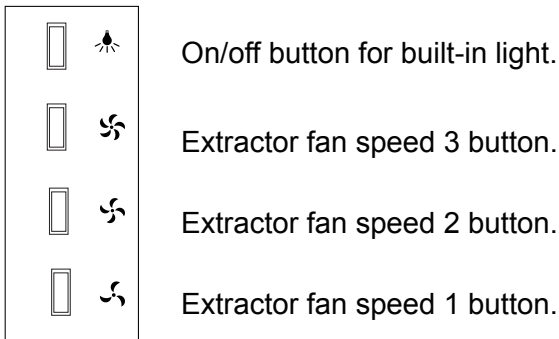 On/off button for built-in light.
Extractor fan speed 3 button.
Extractor fan speed 2 button.
Extractor fan speed 1 button.